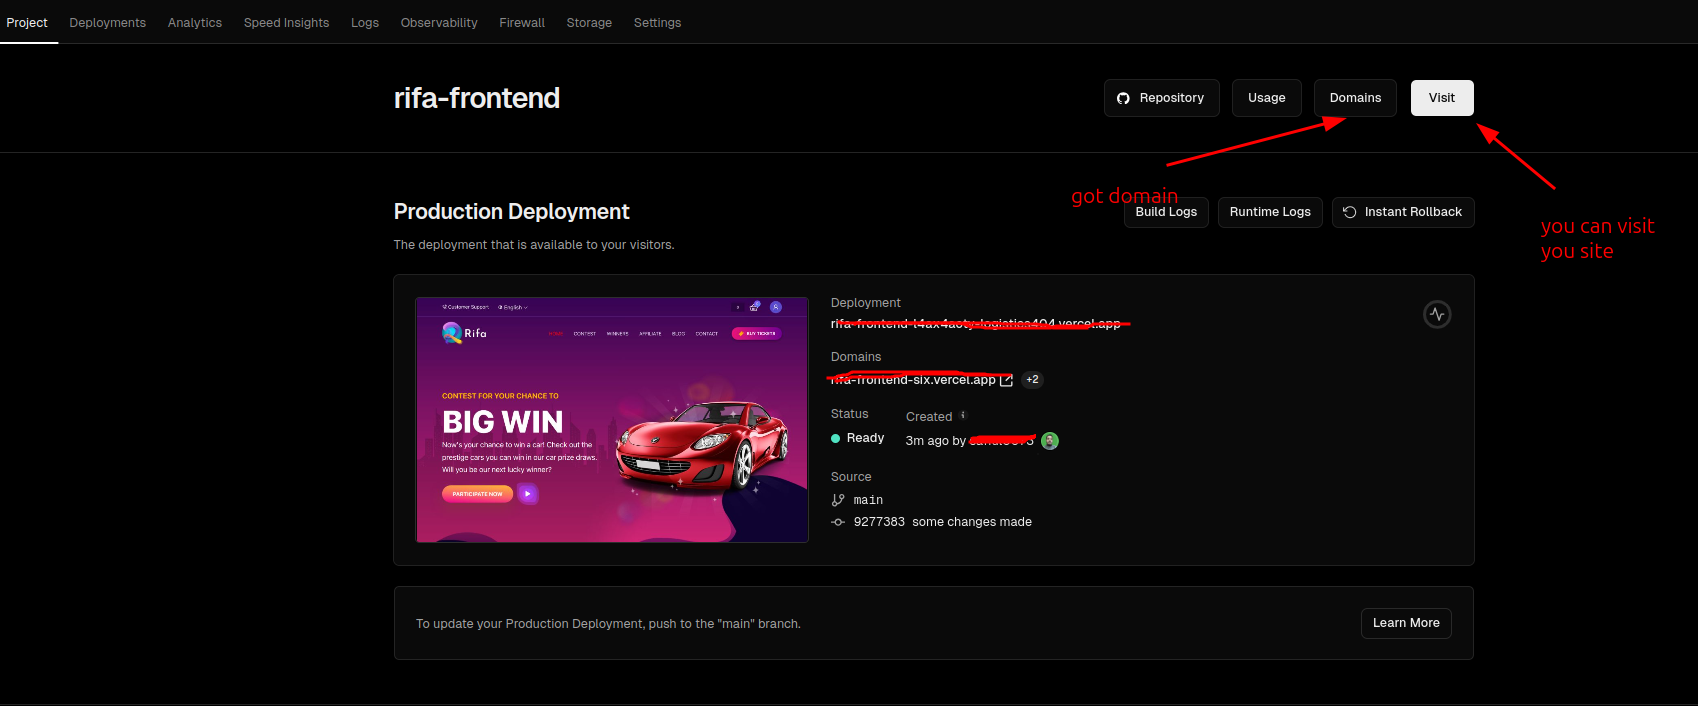 Project Deployments Analytics Speed Insights Logs Observability Firewall Storage Settings
rifa-frontend
Repository Usage Domains Visit
got domain
you can visit
you site
Production Deployment
Build Logs Runtime Logs Instant Rollback
The deployment that is available to your visitors.
Customer Support English
Rifa
HOME CONTEST WINNERS AFFILIATE BLOG CONTACT BUY TICKETS
CONTEST FOR YOUR CHANCE TO
BIG WIN
Now's your chance to win a car! Check out the
prestige cars you can win in our car prize draws.
Will you be our next lucky winner?
PARTICIPATE NOW
Deployment
Domains
rifa-frontend-six.vercel.app +2
Status Created
Ready 3m ago by
Source
main
9277383 some changes made
To update your Production Deployment, push to the "main" branch.
Learn More